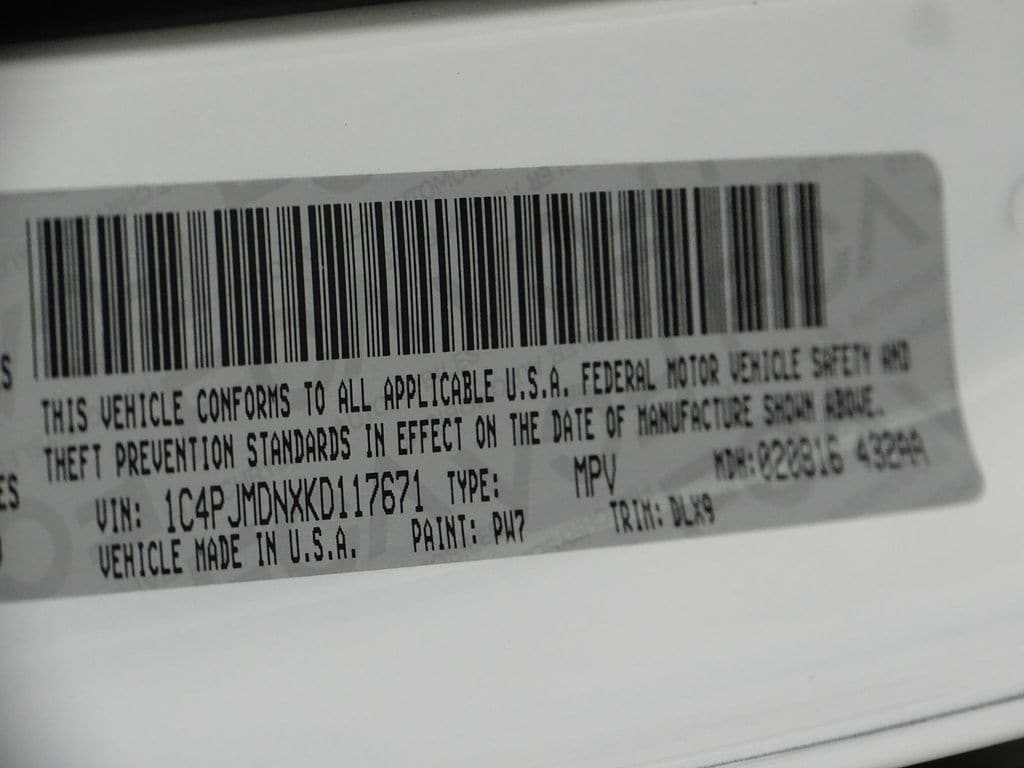 THIS VEHICLE CONFORMS TO ALL APPLICABLE U.S.A. FEDERAL MOTOR VEHICLE SAFETY AND
THEFT PREVENTION STANDARDS IN EFFECT ON THE DATE OF MANUFACTURE SHOWN ABOVE.
VIN: 1C4PJMDNXKD117671 TYPE: MPV MDH:020816 432AA
VEHICLE MADE IN U.S.A. PAINT: PW7 TRIM: DLX9